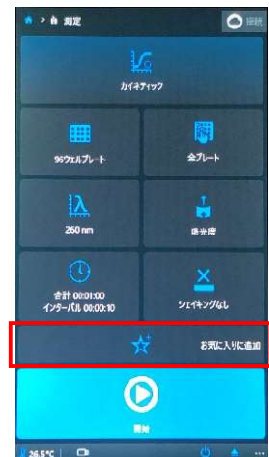 測定
接続
カイネティック
96ウェルプレート
全プレート
260 nm
吸光度
合計 00:01:00
インターバル 00:00:10
シェイキングなし
お気に入りに追加
開始
26.5°C